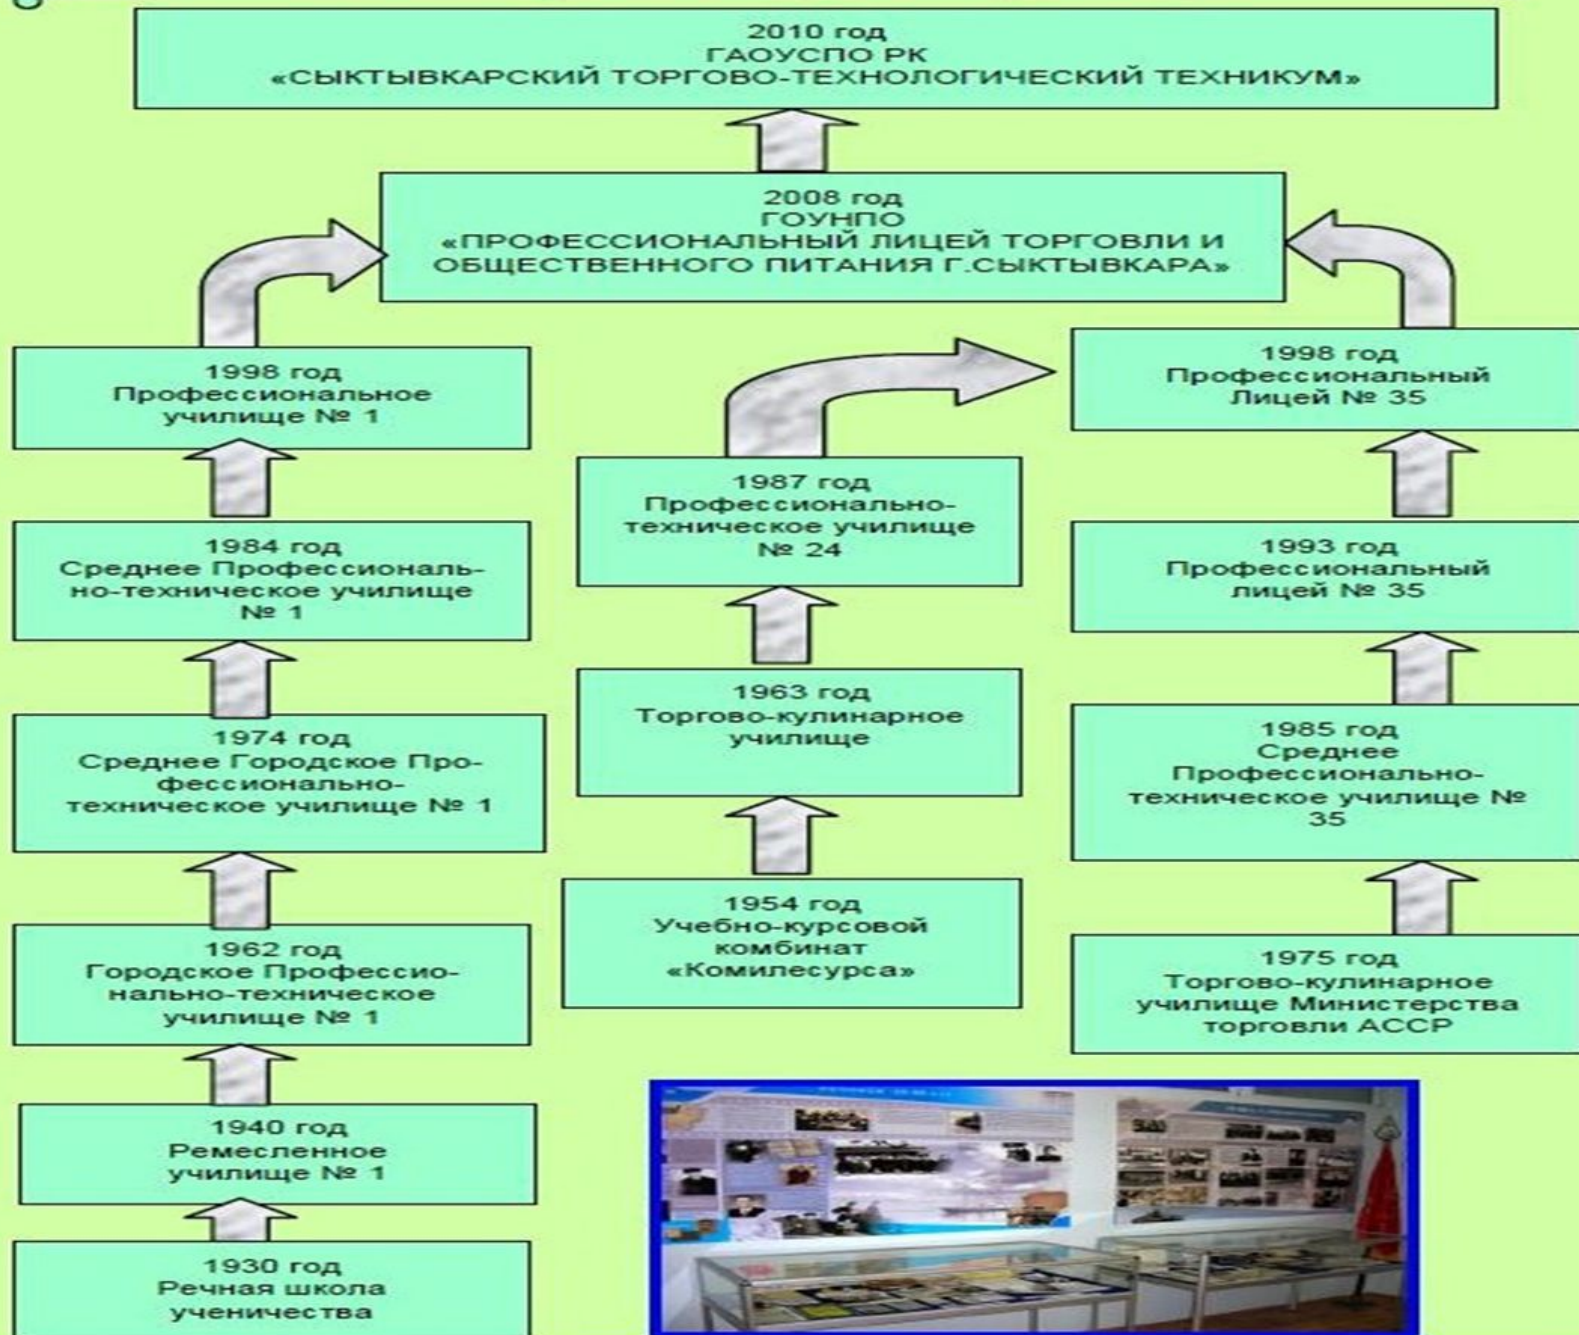 2010 год
ГАОУСПО РК
«СЫКТЫВКАРСКИЙ ТОРГОВО-ТЕХНОЛОГИЧЕСКИЙ ТЕХНИКУМ»
2008 год
ГОУНПО
«ПРОФЕССИОНАЛЬНЫЙ ЛИЦЕЙ ТОРГОВЛИ И
ОБЩЕСТВЕННОГО ПИТАНИЯ Г.СЫКТЫВКАРА»
1998 год
Профессиональное
училище № 1
1984 год
Среднее Профессиональ-
но-техническое училище
№ 1
1974 год
Среднее Городское Про-
фессионально-
техническое училище № 1
1962 год
Городское Профессио-
нально-техническое
училище № 1
1940 год
Ремесленное
училище № 1
1930 год
Речная школа
ученичества
1987 год
Профессионально-
техническое училище
№ 24
1963 год
Торгово-кулинарное
училище
1954 год
Учебно-курсовой
комбинат
«Комилесурса»
1998 год
Профессиональный
Лицей № 35
1993 год
Профессиональный
лицей № 35
1985 год
Среднее
Профессионально-
техническое училище №
35
1975 год
Торгово-кулинарное
училище Министерства
торговли АССР